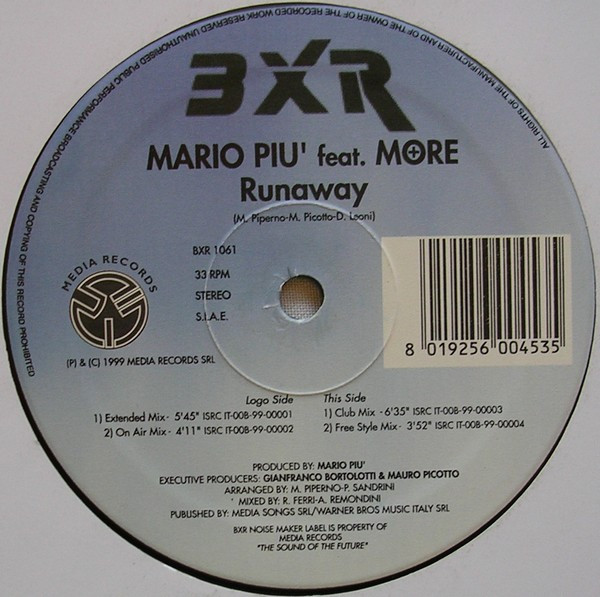 ALL RIGHTS OF THE MANUFACTURER AND OF THE OWNER OF THE RECORDED WORK RESERVED UNAUTHORISED PUBLIC PERFORMANCE BROADCASTING AND COPYING OF THIS RECORD PROHIBITED
BXR
MARIO PIU' feat. MORE
Runaway
(M. Piperno-M. Picotto-D. Leoni)
BXR 1061
33 RPM
STEREO
S.I.A.E.
MEDIA RECORDS
(P) & (C) 1999 MEDIA RECORDS SRL
8 019256 004535
Logo Side
1) Extended Mix - 5'45" ISRC IT-00B-99-00001
2) On Air Mix - 4'11" ISRC IT-00B-99-00002
This Side
1) Club Mix - 6'35" ISRC IT-00B-99-00003
2) Free Style Mix - 3'52" ISRC IT-00B-99-00004
PRODUCED BY: MARIO PIU'
EXECUTIVE PRODUCERS: GIANFRANCO BORTOLOTTI & MAURO PICOTTO
ARRANGED BY: M. PIPERNO-P. SANDRINI
MIXED BY: R. FERRI-A. REMONDINI
PUBLISHED BY: MEDIA SONGS SRL/WARNER BROS MUSIC ITALY SRL
BXR NOISE MAKER LABEL IS PROPERTY OF
MEDIA RECORDS
"THE SOUND OF THE FUTURE"